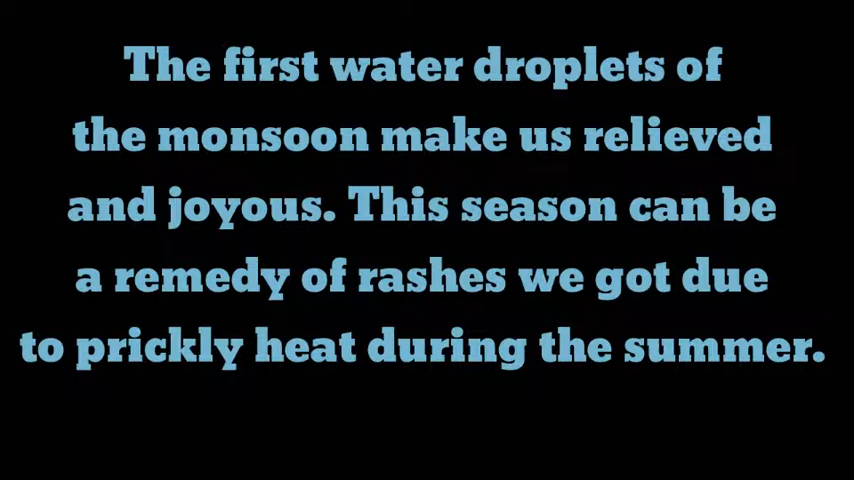 The first water droplets of
the monsoon make us relieved
and joyous. This season can be
a remedy of rashes we got due
to prickly heat during the summer.